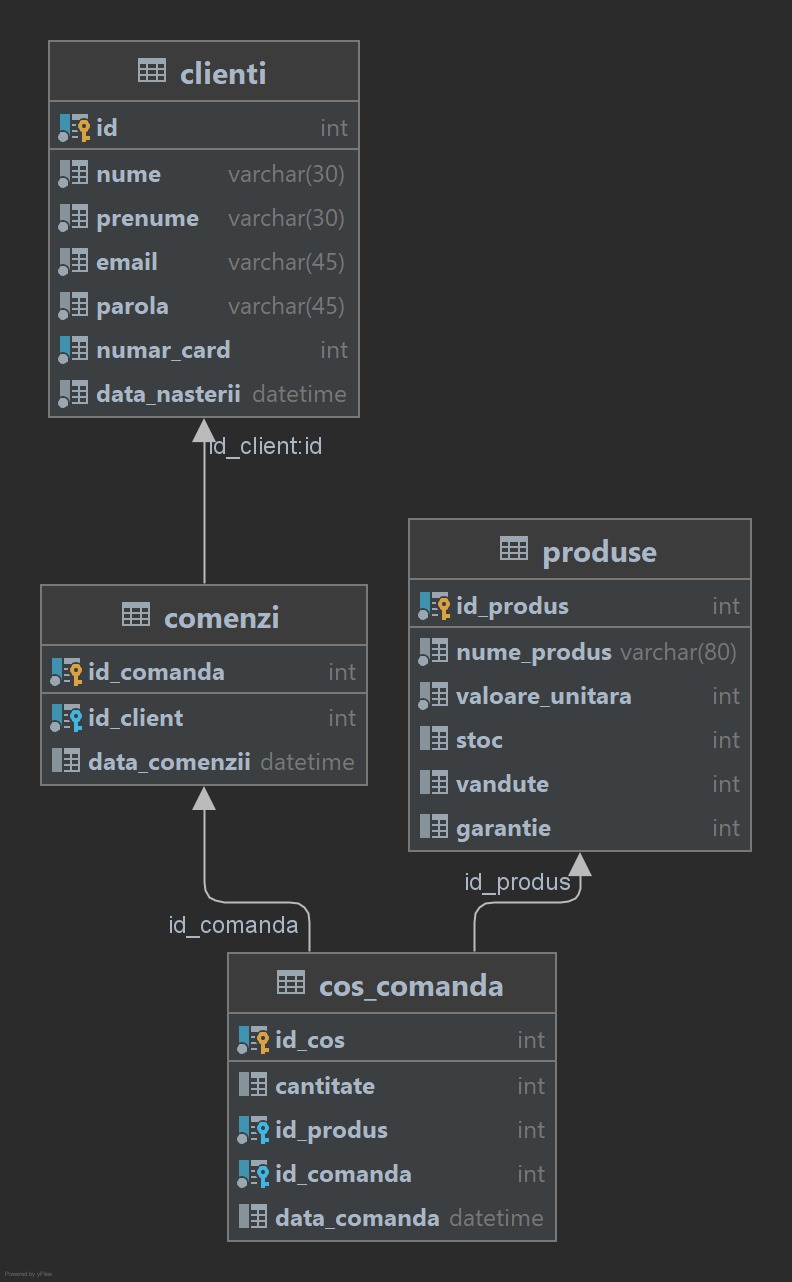 clienti
id int
nume varchar(30)
prenume varchar(30)
email varchar(45)
parola varchar(45)
numar_card int
data_nasterii datetime
id_client:id
comenzi
id_comanda int
id_client int
data_comenzii datetime
produse
id_produs int
nume_produs varchar(80)
valoare_unitara int
stoc int
vandute int
garantie int
id_produs
id_comanda
cos_comanda
id_cos int
cantitate int
id_produs int
id_comanda int
data_comanda datetime
Powered by yFiles